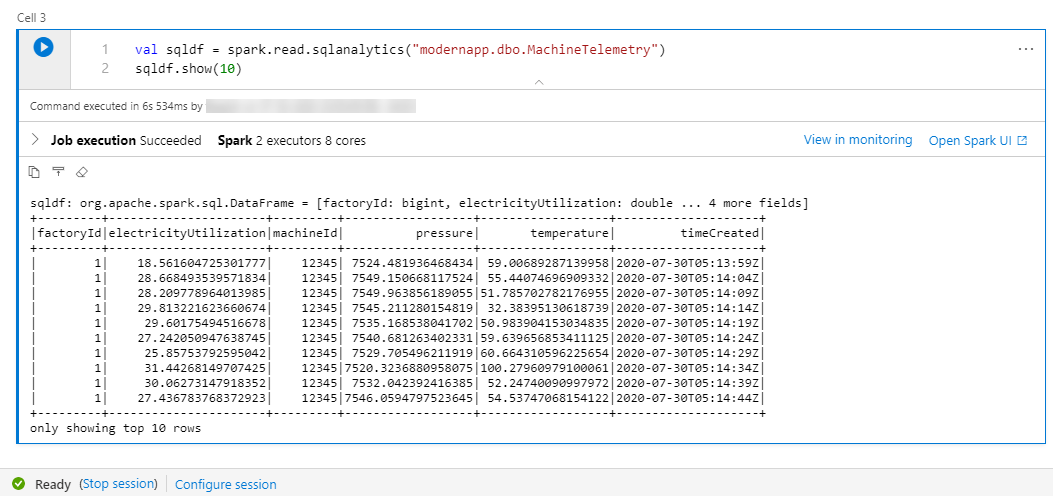 Cell 3
1 val sqldf = spark.read.sqlanalytics("modernapp.dbo.MachineTelemetry")
2 sqldf.show(10)
Command executed in 6s 534ms by
Job execution Succeeded Spark 2 executors 8 cores View in monitoring Open Spark UI
sqldf: org.apache.spark.sql.DataFrame = [factoryId: bigint, electricityUtilization: double ... 4 more fields]
+---------+----------------------+---------+------------------+------------------+--------------------+
|factoryId|electricityUtilization|machineId|          pressure|       temperature|         timeCreated|
+---------+----------------------+---------+------------------+------------------+--------------------+
|        1|    18.561604725301777|    12345| 7524.481936468434| 59.00689287139958|2020-07-30T05:13:59Z|
|        1|    28.668493539571834|    12345| 7549.150668117524| 55.44074696909332|2020-07-30T05:14:04Z|
|        1|    28.209778964013985|    12345| 7549.963856189055|51.785702782176955|2020-07-30T05:14:09Z|
|        1|    29.813221623660674|    12345| 7545.211280154819| 32.38395130618739|2020-07-30T05:14:14Z|
|        1|     29.60175494516678|    12345| 7535.168538041702|50.983904153034835|2020-07-30T05:14:19Z|
|        1|    27.242050947638745|    12345| 7540.681263402331|59.639656853411125|2020-07-30T05:14:24Z|
|        1|     25.85753792595042|    12345| 7529.705496211919|60.664310596225654|2020-07-30T05:14:29Z|
|        1|     31.44268149707425|    12345|7520.3236880958075|100.27960979100061|2020-07-30T05:14:34Z|
|        1|     30.06273147918352|    12345| 7532.042392416385| 52.24740090997972|2020-07-30T05:14:39Z|
|        1|    27.436783768372923|    12345|7546.0594797523645| 54.53747068154122|2020-07-30T05:14:44Z|
+---------+----------------------+---------+------------------+------------------+--------------------+
only showing top 10 rows
Ready (Stop session) Configure session